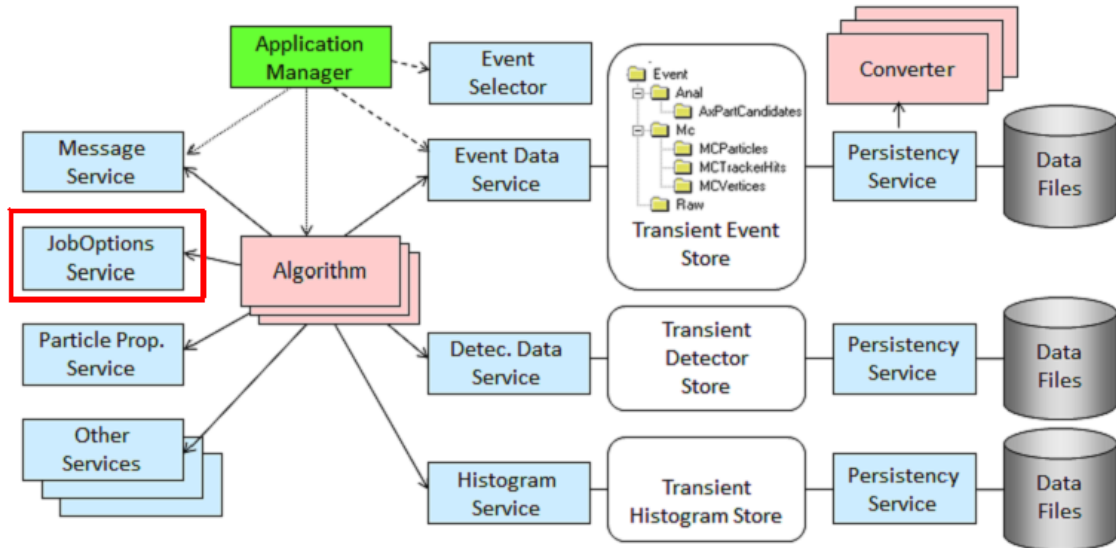 Application
Manager
Event
Selector
Event
Anal
AxPartCandidates
Mc
MCParticles
MCTrackerHits
MCVertices
Raw
Transient Event
Store
Converter
Message
Service
Event Data
Service
Persistency
Service
Data
Files
JobOptions
Service
Algorithm
Particle Prop.
Service
Detec. Data
Service
Transient
Detector
Store
Persistency
Service
Data
Files
Other
Services
Histogram
Service
Transient
Histogram Store
Persistency
Service
Data
Files